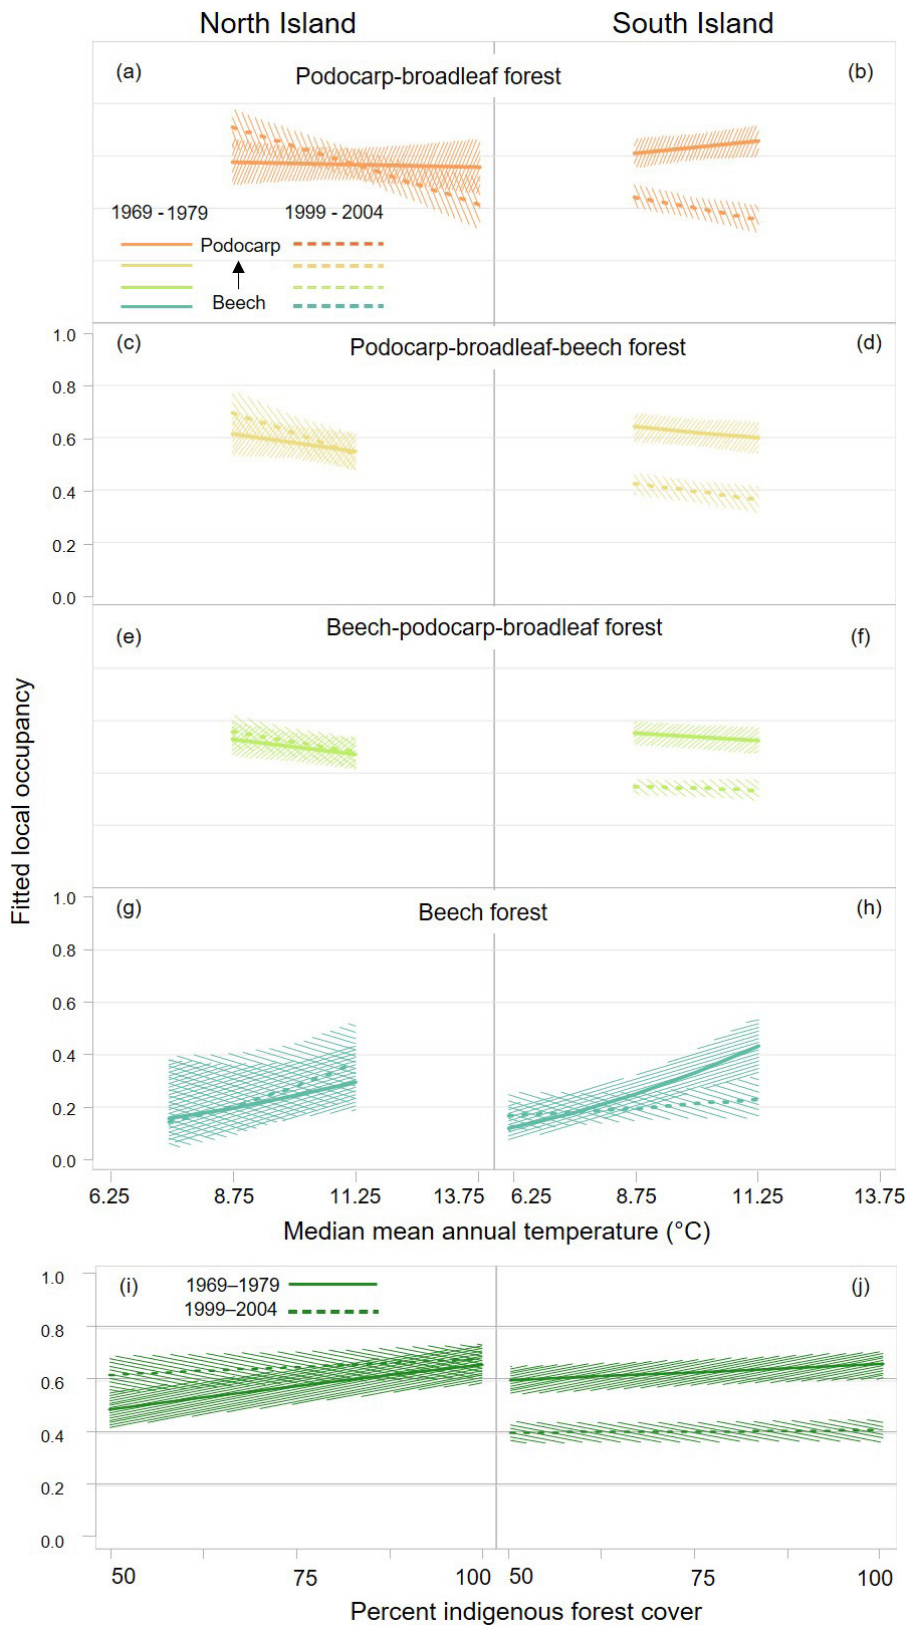 North Island South Island
(a) (b)
Podocarp-broadleaf forest
1969 - 1979 1999 - 2004
Podocarp
Beech
(c) (d)
Podocarp-broadleaf-beech forest
1.0
0.8
0.6
0.4
0.2
0.0
(e) (f)
Beech-podocarp-broadleaf forest
Fitted local occupancy
(g) (h)
Beech forest
1.0
0.8
0.6
0.4
0.2
0.0
6.25 8.75 11.25 13.75 6.25 8.75 11.25 13.75
Median mean annual temperature (°C)
(i) (j)
1969–1979
1999–2004
1.0
0.8
0.6
0.4
0.2
0.0
50 75 100 50 75 100
Percent indigenous forest cover